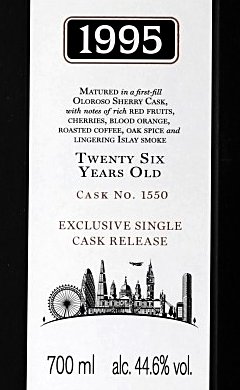 1995
MATURED in a first-fill
OLOROSO SHERRY CASK,
with notes of rich RED FRUITS,
CHERRIES, BLOOD ORANGE,
ROASTED COFFEE, OAK SPICE and
LINGERING ISLAY SMOKE
TWENTY SIX
YEARS OLD
CASK NO. 1550
EXCLUSIVE SINGLE
CASK RELEASE
700 ml alc. 44.6% vol.